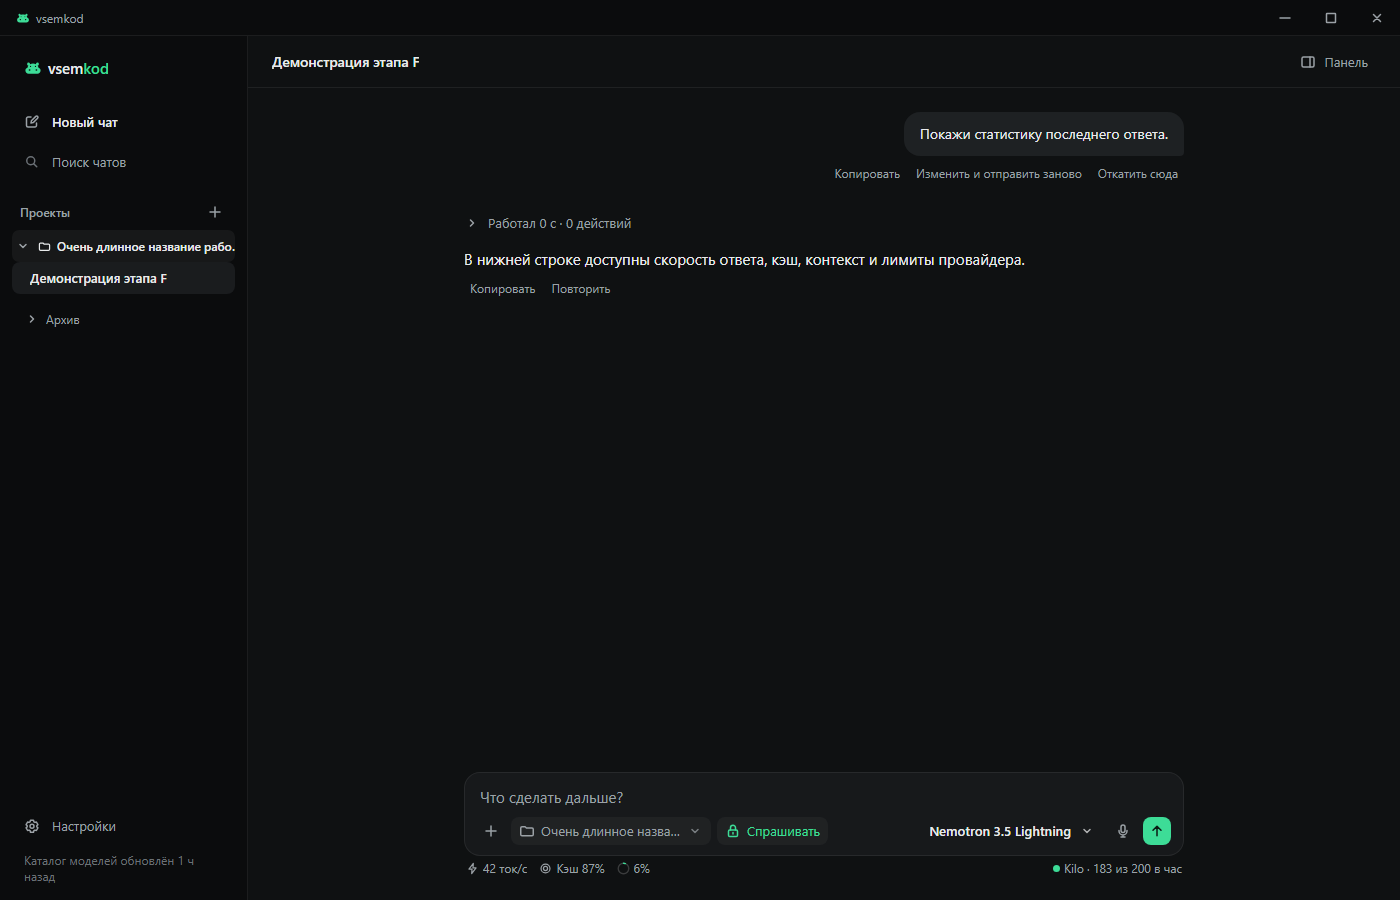 vsemkod
vsemkod
Новый чат
Поиск чатов
Проекты
Очень длинное название рабо.
Демонстрация этапа F
Архив
Настройки
Каталог моделей обновлён 1 ч
назад
Демонстрация этапа F
Панель
Покажи статистику последнего ответа.
Копировать Изменить и отправить заново Откатить сюда
Работал 0 с · 0 действий
В нижней строке доступны скорость ответа, кэш, контекст и лимиты провайдера.
Копировать Повторить
Что сделать дальше?
Очень длинное назва... Спрашивать Nemotron 3.5 Lightning
42 ток/с Кэш 87% 6% Kilo · 183 из 200 в час